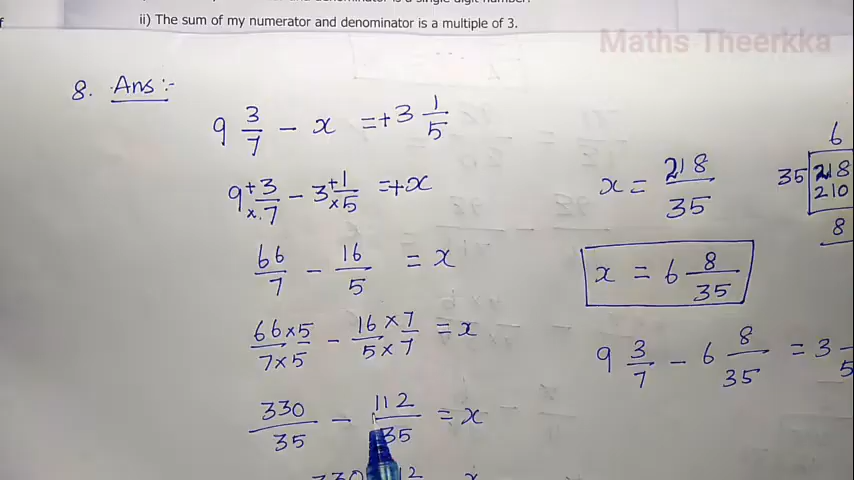 ii) The sum of my numerator and denominator is a multiple of 3.
Maths Theerkka
8. Ans :-
9 3/7 - x = +3 1/5
9 + 3 / × 7 - 3 + 1 / × 5 = +x
66/7 - 16/5 = x
66 × 5 / 7 × 5 - 16 × 7 / 5 × 7 = x
330/35 - 112/35 = x
x = 218/35
6
35 218
210
8
x = 6 8/35
9 3/7 - 6 8/35 = 3 /5